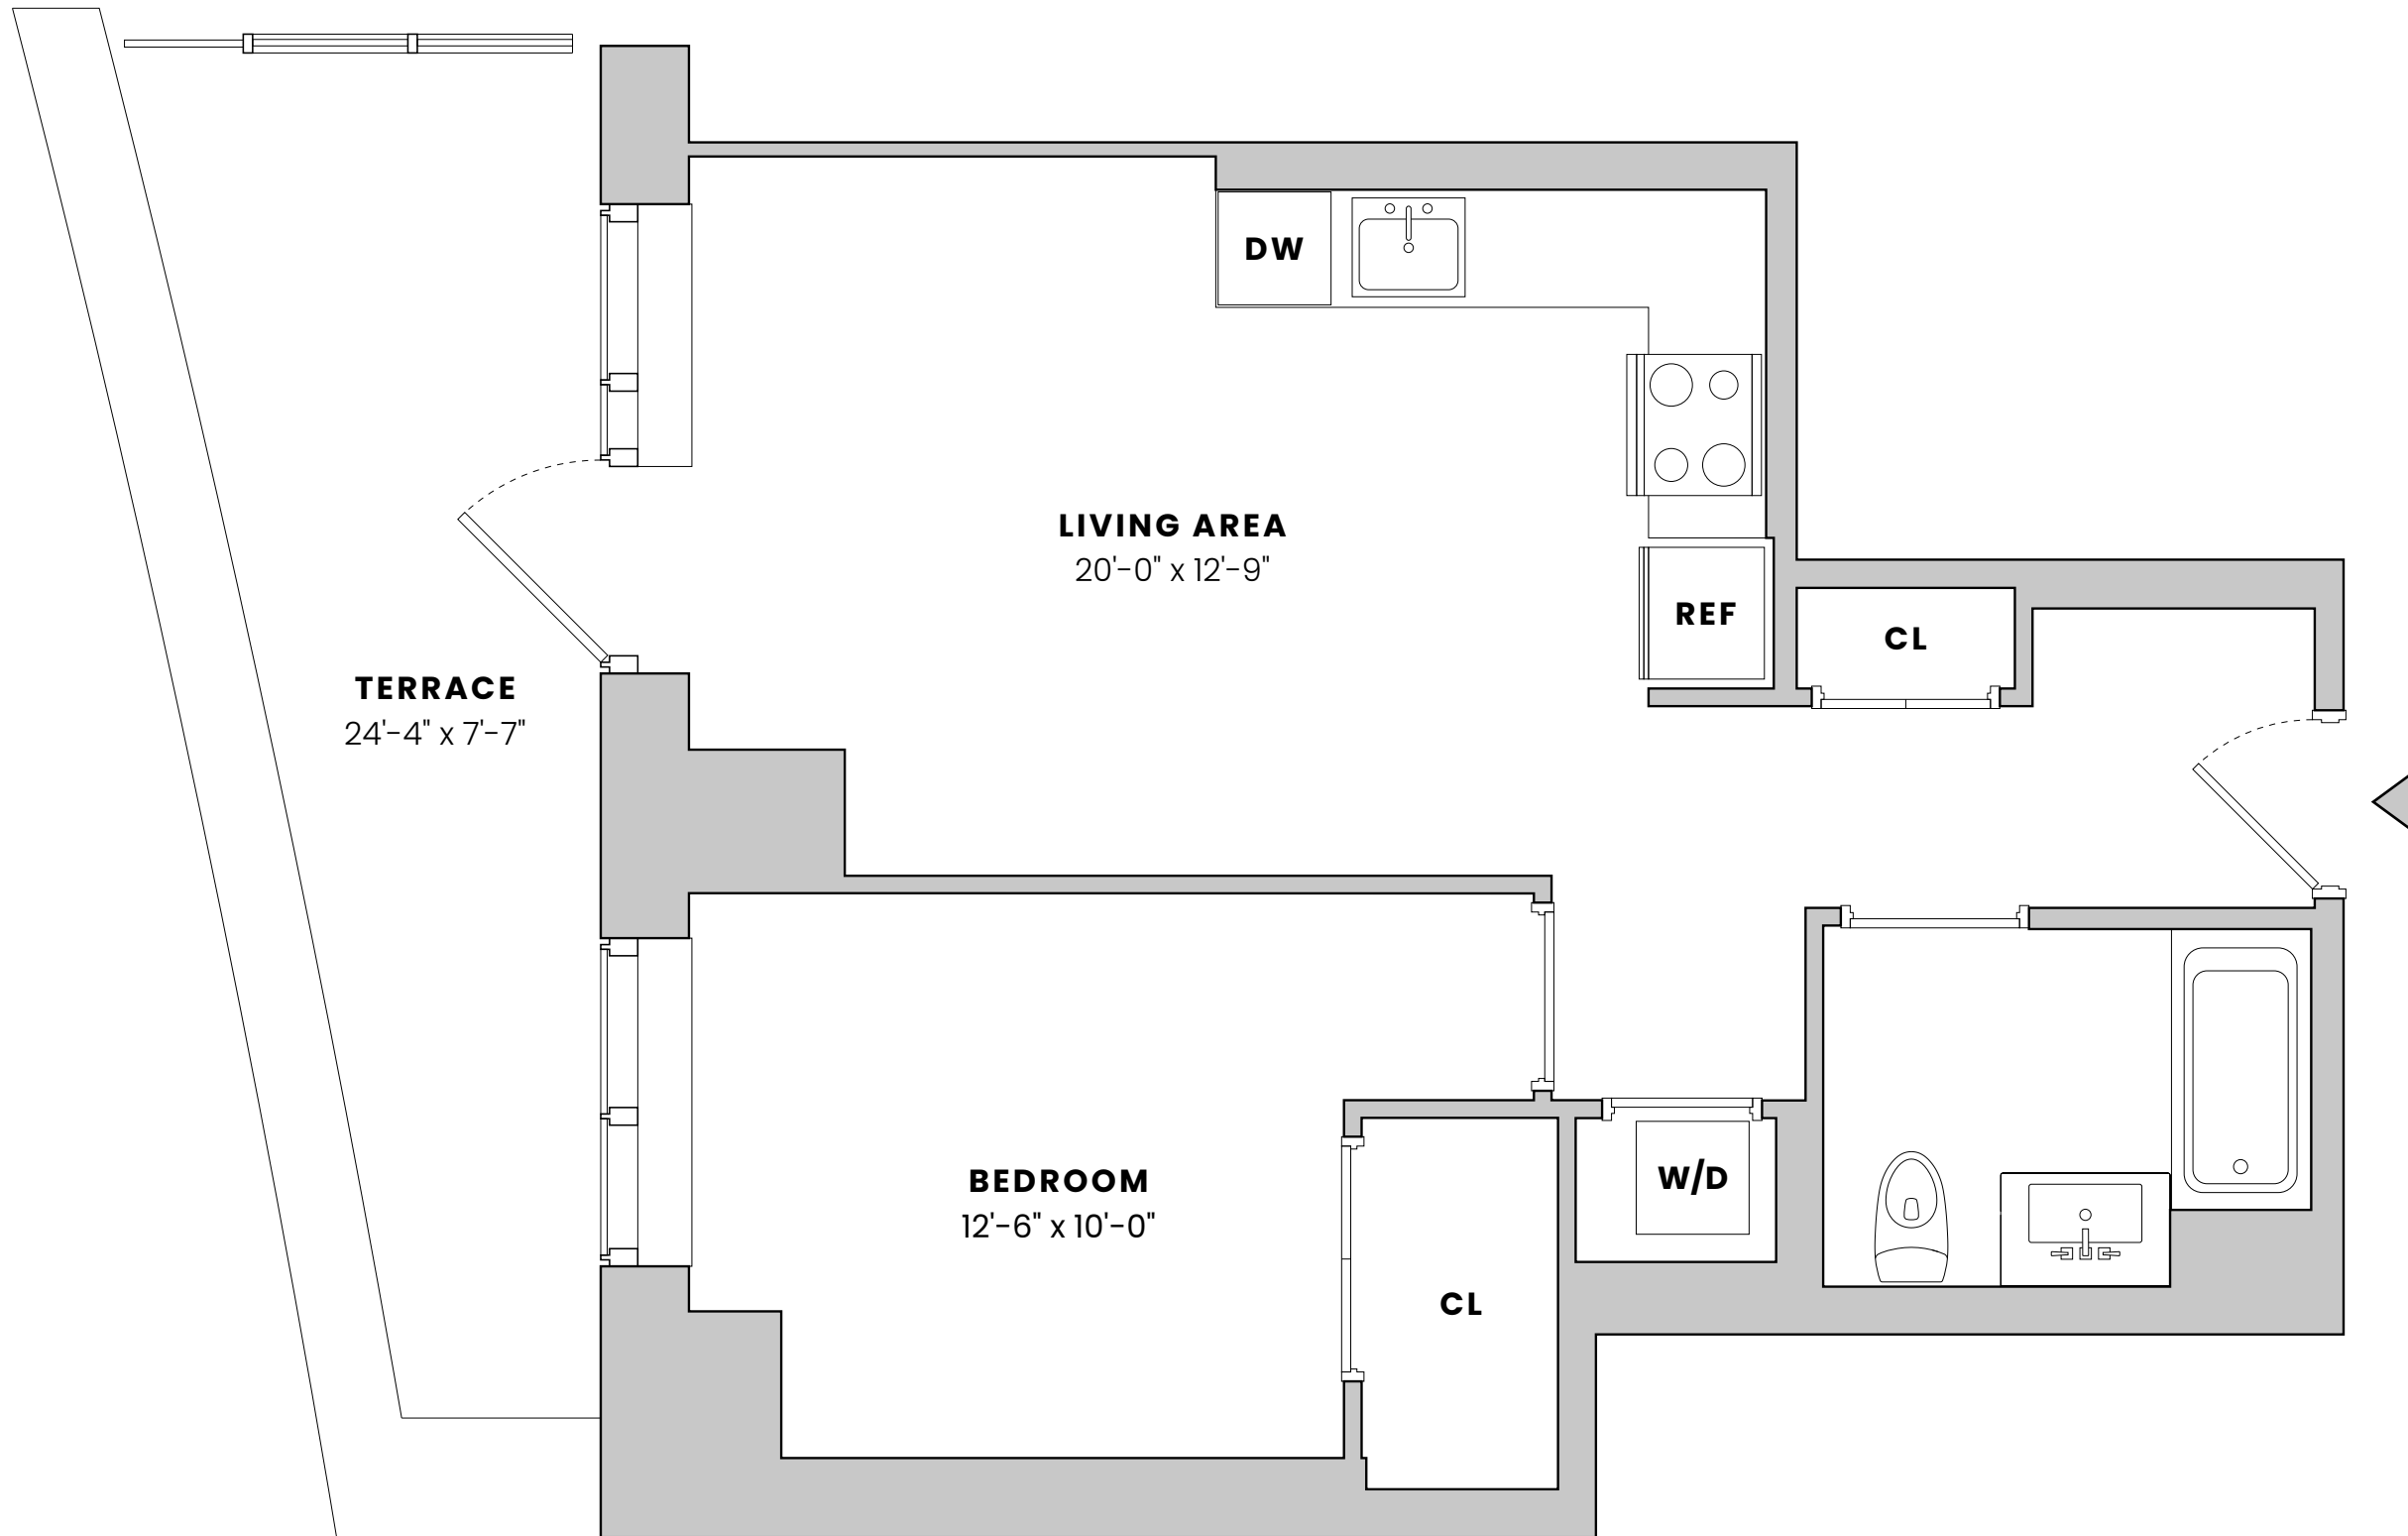 DW
LIVING AREA
20'-0" x 12'-9"
REF
CL
TERRACE
24'-4" x 7'-7"
BEDROOM
12'-6" x 10'-0"
W/D
CL